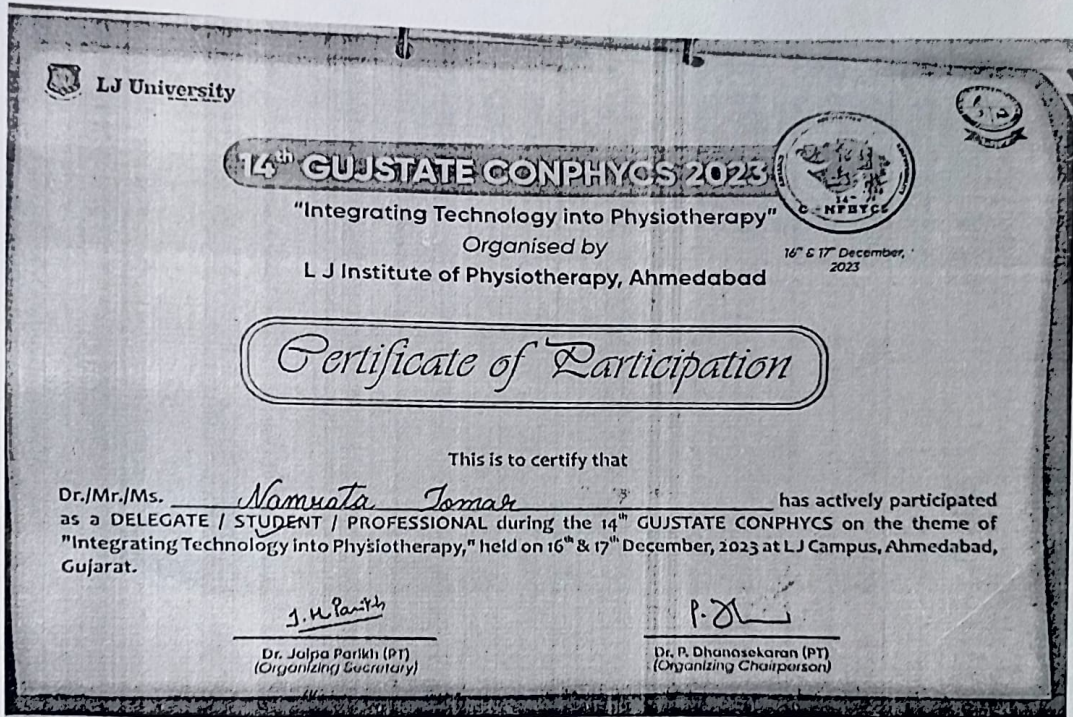 LJ University
14th GUJSTATE CONPHYCS 2023
"Integrating Technology into Physiotherapy"
Organised by
L J Institute of Physiotherapy, Ahmedabad
16th & 17th December,
2023
Certificate of Participation
This is to certify that
Dr./Mr./Ms. Namrata Tomar has actively participated
as a DELEGATE / STUDENT / PROFESSIONAL during the 14th GUJSTATE CONPHYCS on the theme of
"Integrating Technology into Physiotherapy," held on 16th & 17th December, 2023 at LJ Campus, Ahmedabad,
Gujarat.
J. H. Parikh
Dr. Jalpa Parikh (PT)
(Organizing Secretary)
Dr. P. Dhanasekaran (PT)
(Organizing Chairperson)